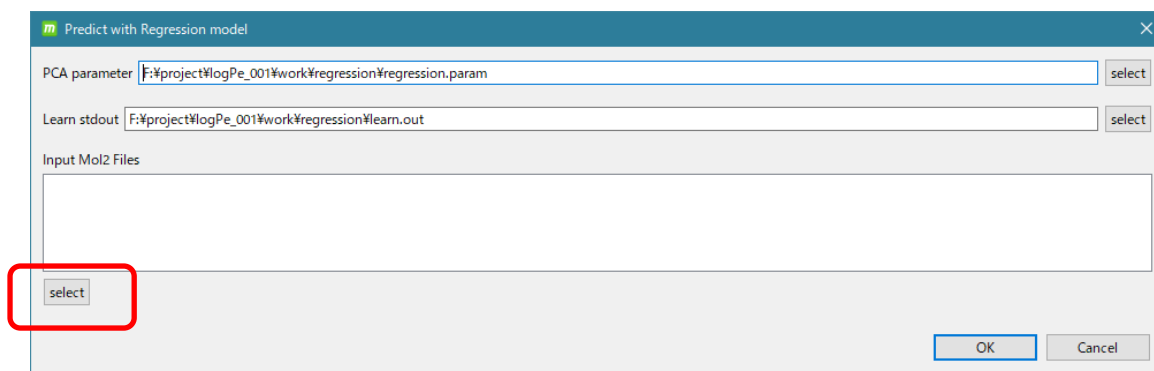 m Predict with Regression model
PCA parameter F:¥project¥logPe_001¥work¥regression¥regression.param select
Learn stdout F:¥project¥logPe_001¥work¥regression¥learn.out select
Input Mol2 Files
select
OK Cancel